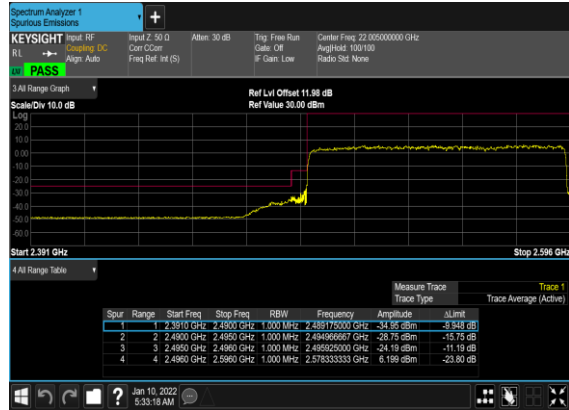 Spectrum Analyzer 1
Spurious Emissions
+
KEYSIGHT
RL
Input: RF
Coupling: DC
Align: Auto
Input Z: 50 Ω
Corr CCorr
Freq Ref: Int (S)
Atten: 30 dB
Trig: Free Run
Gate: Off
IF Gain: Low
Center Freq: 22.005000000 GHz
Avg|Hold: 100/100
Radio Std: None
PASS
3 All Range Graph
Ref Lvl Offset 11.98 dB
Scale/Div 10.0 dB
Ref Value 30.00 dBm
Log
20.0
10.0
0.00
-10.0
-20.0
-30.0
-40.0
-50.0
-60.0
Start 2.391 GHz
Stop 2.596 GHz
4 All Range Table
Measure Trace Trace 1
Trace Type Trace Average (Active)
Spur Range Start Freq Stop Freq RBW Frequency Amplitude ΔLimit
1 1 2.3910 GHz 2.4900 GHz 1.000 MHz 2.489175000 GHz -34.95 dBm -9.948 dB
2 2 2.4900 GHz 2.4950 GHz 1.000 MHz 2.494966667 GHz -28.75 dBm -15.75 dB
3 3 2.4950 GHz 2.4960 GHz 1.000 MHz 2.495925000 GHz -24.19 dBm -11.19 dB
4 4 2.4960 GHz 2.5960 GHz 1.000 MHz 2.578333333 GHz 6.199 dBm -23.80 dB
?
Jan 10, 2022
5:33:18 AM